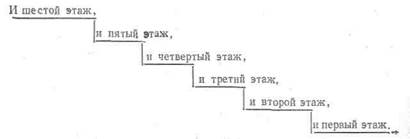 И шестой этаж,
и пятый этаж,
и четвертый этаж,
и третий этаж,
и второй этаж,
и первый этаж...